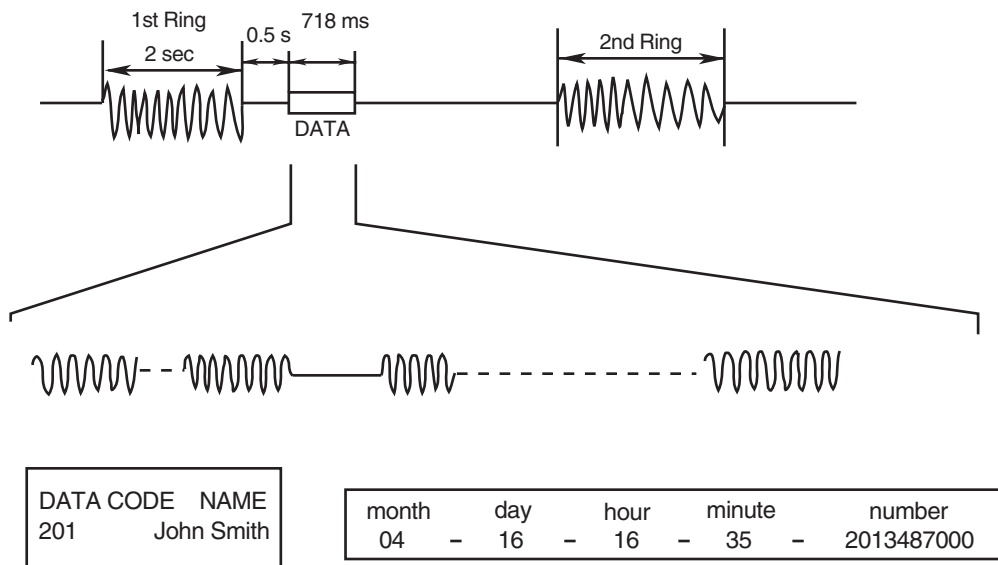 1st Ring
2 sec
0.5 s
718 ms
2nd Ring
DATA
DATA CODE NAME
201 John Smith
month day hour minute number
04 – 16 – 16 – 35 – 2013487000